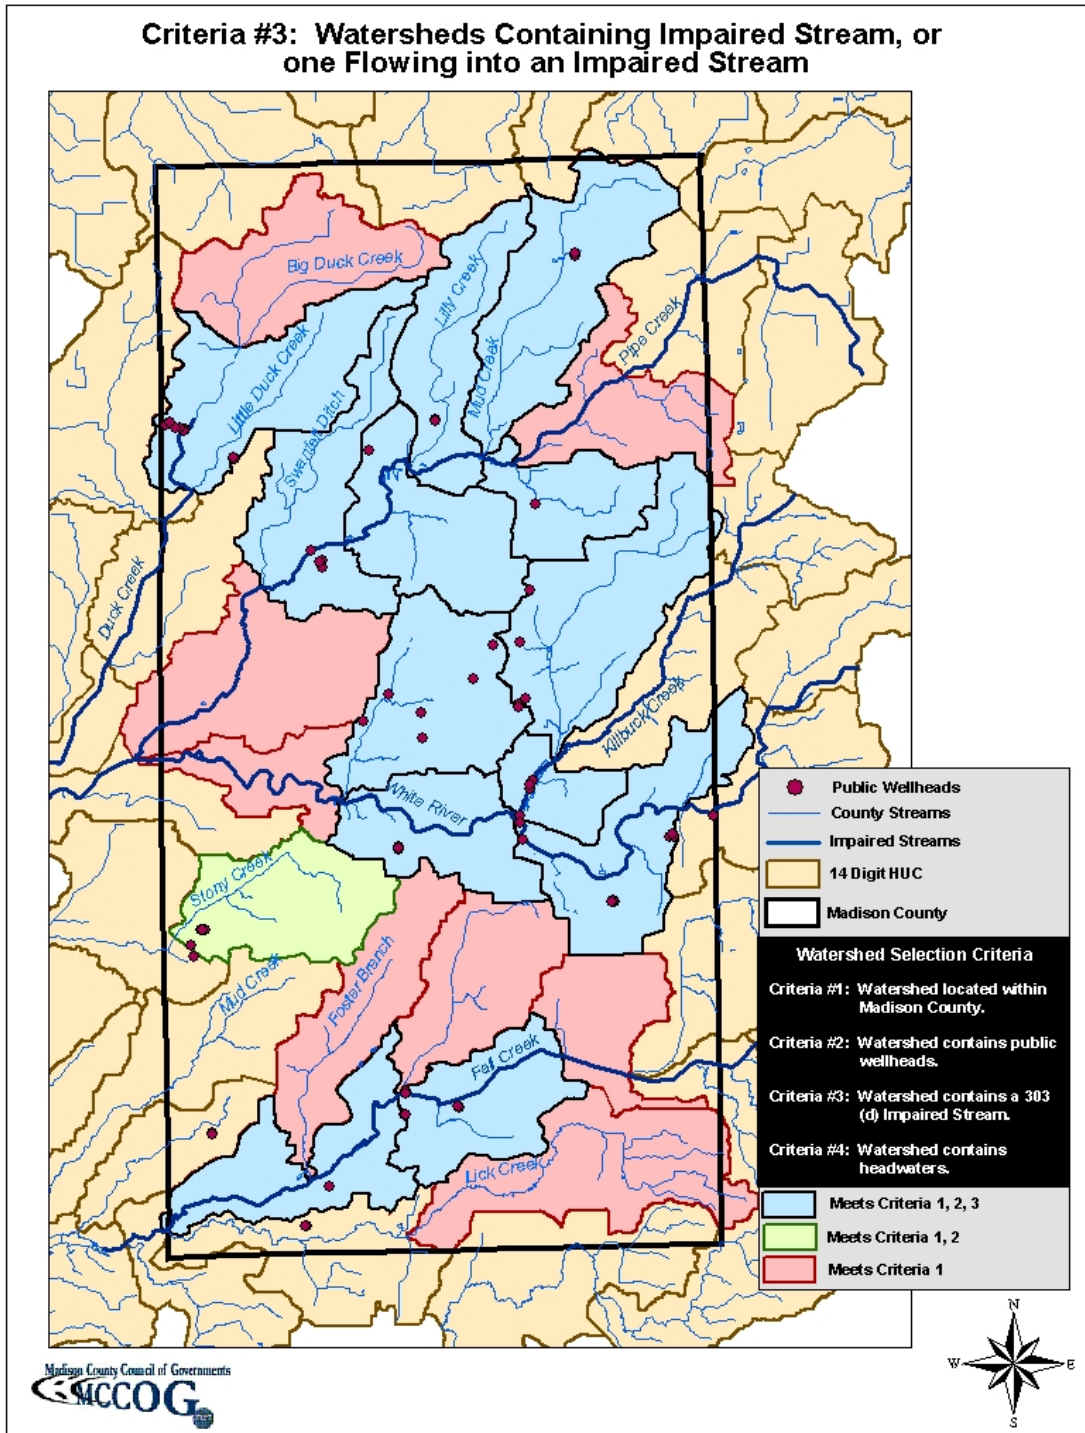 Criteria #3: Watersheds Containing Impaired Stream, or
one Flowing into an Impaired Stream
Big Duck Creek
Lilly Creek
Little Duck Creek
Mud Creek
Pipe Creek
Swanfelt Ditch
Duck Creek
Killbuck Creek
White River
Stony Creek
Mud Creek
Foster Branch
Fall Creek
Lick Creek
Public Wellheads
County Streams
Impaired Streams
14 Digit HUC
Madison County
Watershed Selection Criteria
Criteria #1: Watershed located within
Madison County.
Criteria #2: Watershed contains public
wellheads.
Criteria #3: Watershed contains a 303
(d) Impaired Stream.
Criteria #4: Watershed contains
headwaters.
Meets Criteria 1, 2, 3
Meets Criteria 1, 2
Meets Criteria 1
N
W E
S
Madison County Council of Governments
MCCOG